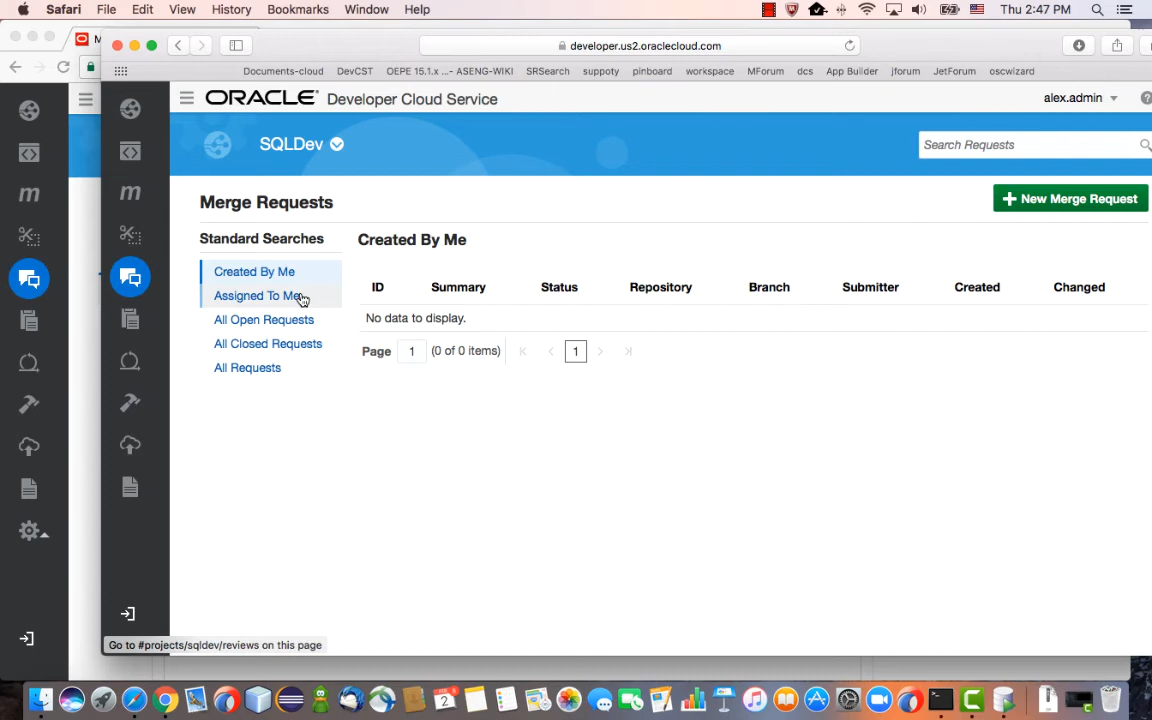 Safari File Edit View History Bookmarks Window Help Thu 2:47 PM
developer.us2.oraclecloud.com
Documents-cloud DevCST OEPE 15.1.x ...- ASENG-WIKI SRSearch suppoty pinboard workspace MForum dcs App Builder jforum JetForum oscwizard
ORACLE® Developer Cloud Service alex.admin
SQLDev Search Requests
Merge Requests New Merge Request
Standard Searches Created By Me
Created By Me
Assigned To Me
All Open Requests
All Closed Requests
All Requests
ID Summary Status Repository Branch Submitter Created Changed
No data to display.
Page 1 (0 of 0 items) 1
Go to #projects/sqldev/reviews on this page